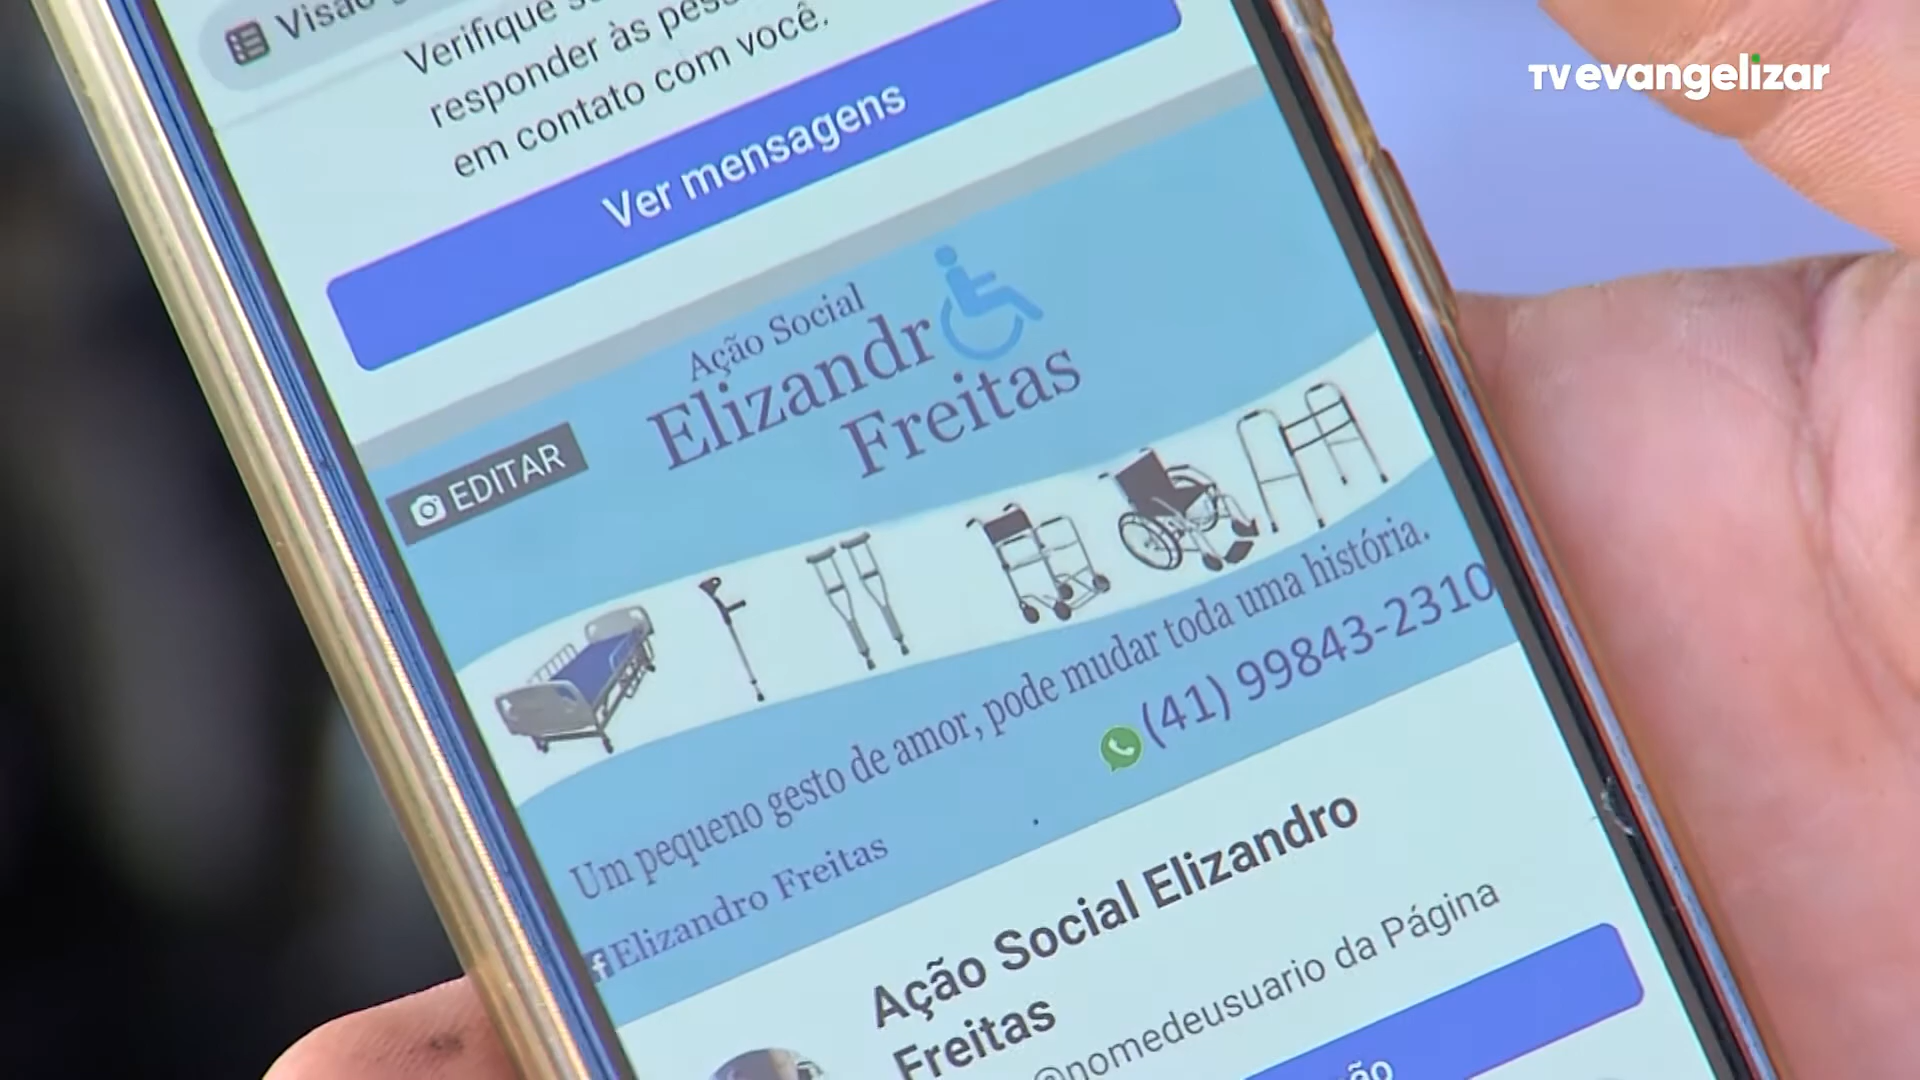 TV evangelizar
Verifique
responder às
em contato com você.
Ver mensagens
Ação Social
Elizandr
Freitas
EDITAR
Um pequeno gesto de amor, pode mudar toda uma história.
(41) 99843-2310
Elizandro Freitas
Ação Social Elizandro
Freitas
@nomedeusuario da Página